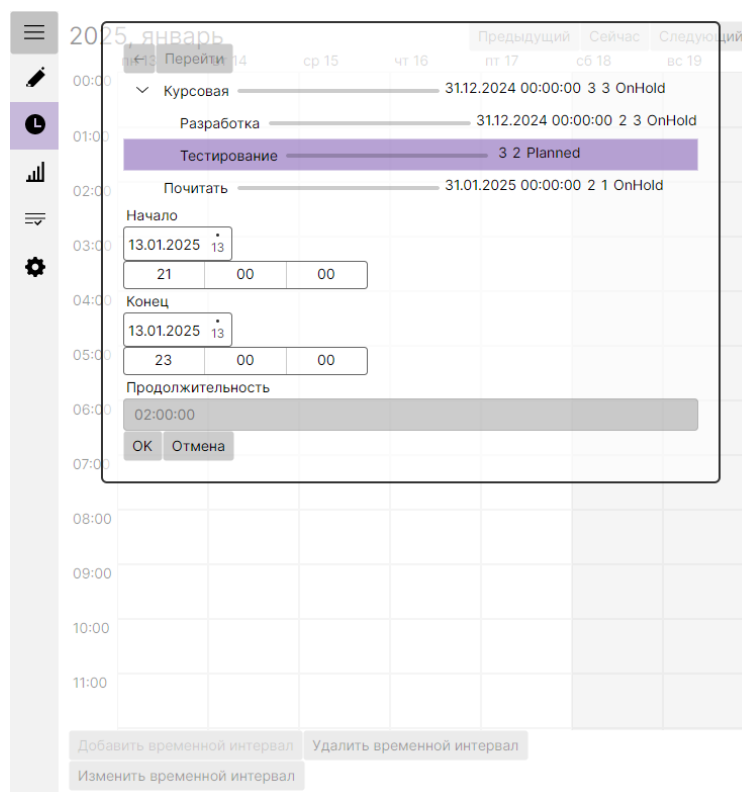 2025, январь
Предыдущий Сейчас Следующий
← Перейти
пн 13 14 ср 15 чт 16 пт 17 сб 18 вс 19
00:00
Курсовая 31.12.2024 00:00:00 3 3 OnHold
Разработка 31.12.2024 00:00:00 2 3 OnHold
01:00
Тестирование 3 2 Planned
02:00
Почитать 31.01.2025 00:00:00 2 1 OnHold
Начало
03:00
13.01.2025 13
21 00 00
04:00
Конец
13.01.2025 13
05:00
23 00 00
Продолжительность
06:00
02:00:00
ОК Отмена
07:00
08:00
09:00
10:00
11:00
Добавить временной интервал Удалить временной интервал
Изменить временной интервал